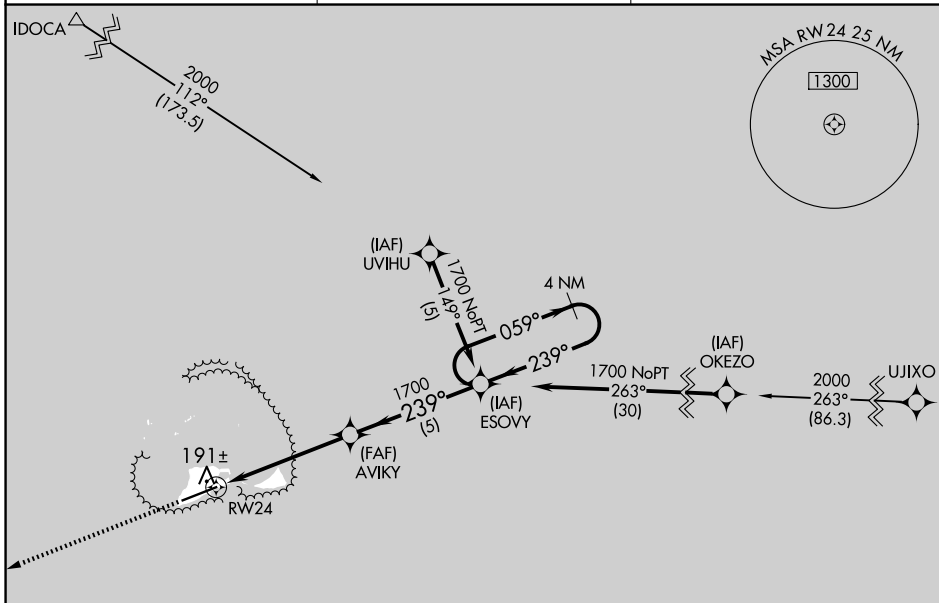 IDOCA
2000
112°
(173.5)
MSA RW24 25 NM
1300
(IAF)
UVIHU
1700 NoPT
149°
(5)
4 NM
059°
239°
(IAF)
ESOVY
1700 NoPT
263°
(30)
(IAF)
OKEZO
2000
263°
(86.3)
UJIXO
1700
239°
(5)
(FAF)
AVIKY
191±
RW24